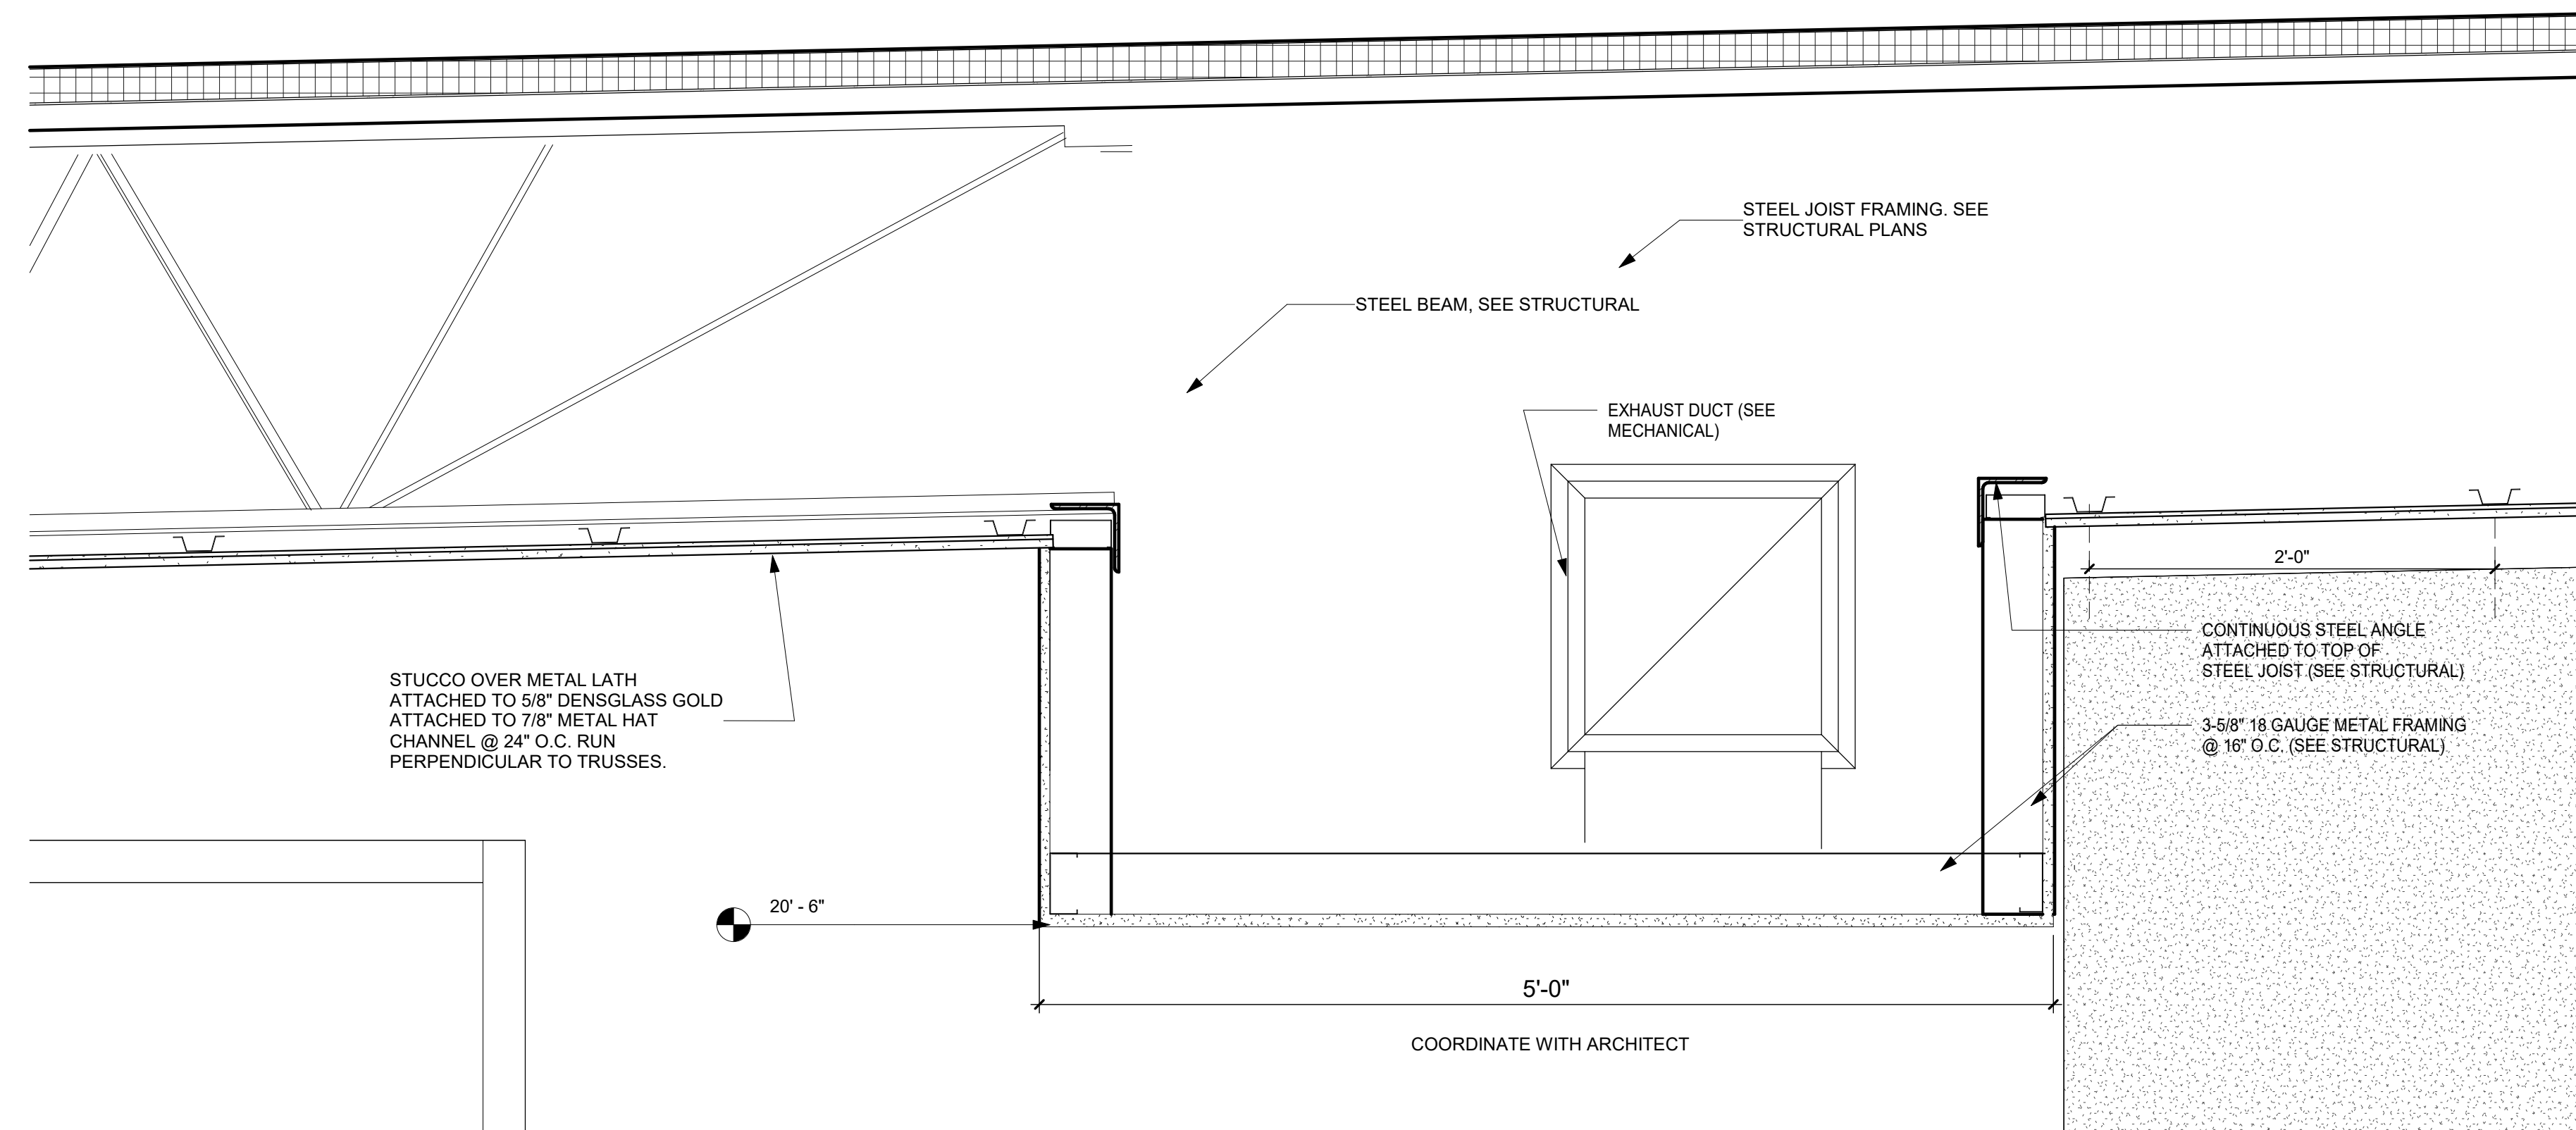 STEEL JOIST FRAMING. SEE
STRUCTURAL PLANS
STEEL BEAM, SEE STRUCTURAL
EXHAUST DUCT (SEE
MECHANICAL)
2'-0"
CONTINUOUS STEEL ANGLE
ATTACHED TO TOP OF
STEEL JOIST (SEE STRUCTURAL)
STUCCO OVER METAL LATH
ATTACHED TO 5/8" DENSGLASS GOLD
ATTACHED TO 7/8" METAL HAT
CHANNEL @ 24" O.C. RUN
PERPENDICULAR TO TRUSSES.
3-5/8" 18 GAUGE METAL FRAMING
@ 16" O.C. (SEE STRUCTURAL)
20' - 6"
5'-0"
COORDINATE WITH ARCHITECT